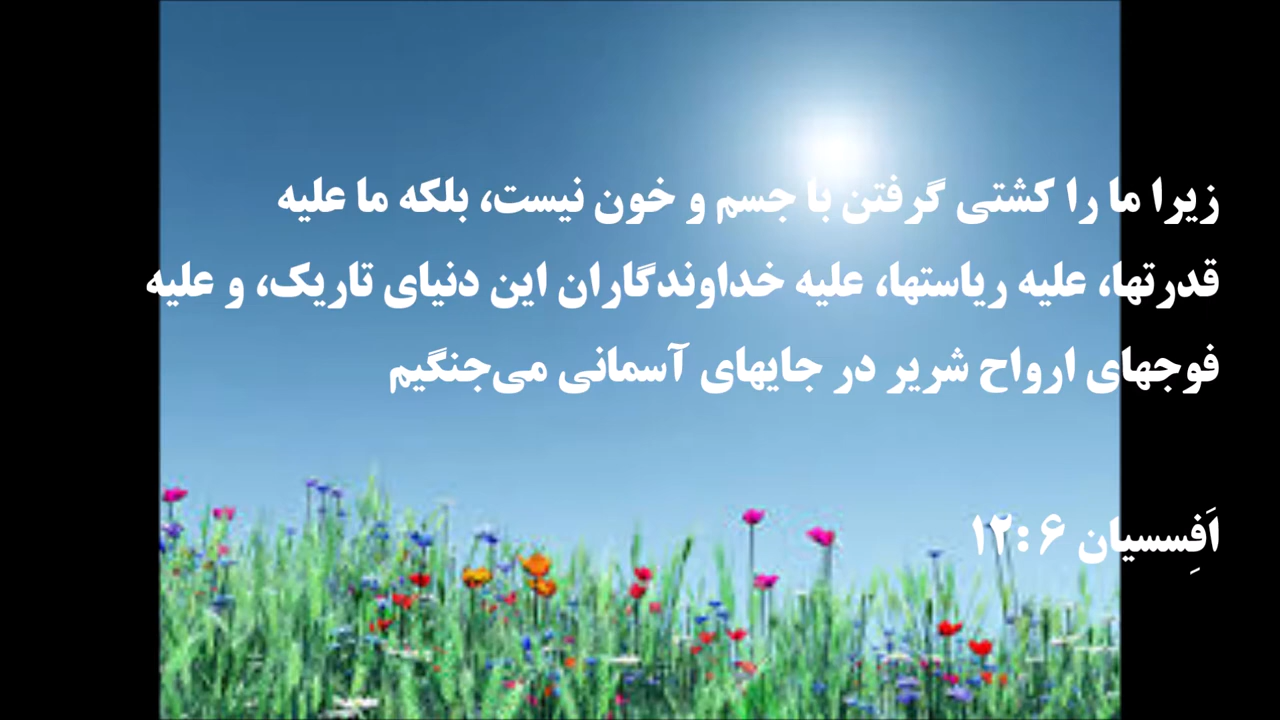 زیرا ما را کشتی گرفتن با جسم و خون نیست، بلکه ما علیه
قدرتها، علیه ریاستها، علیه خداوندگاران این دنیای تاریک، و علیه
فوجهای ارواح شریر در جایهای آسمانی می‌جنگیم
اَفِسسیان ۶:۱۲